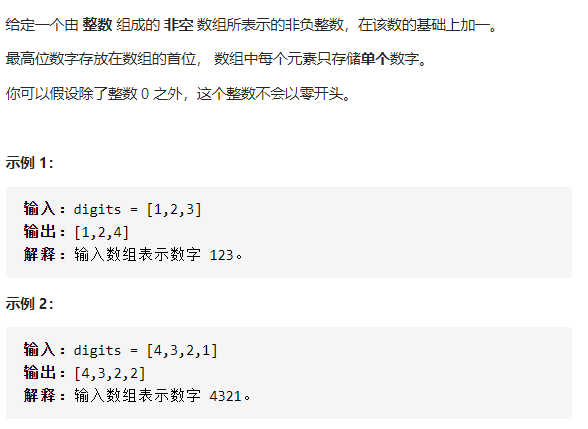 给定一个由 整数 组成的 非空 数组所表示的非负整数，在该数的基础上加一。
最高位数字存放在数组的首位， 数组中每个元素只存储单个数字。
你可以假设除了整数 0 之外，这个整数不会以零开头。
示例 1：
输入：digits = [1,2,3]
输出：[1,2,4]
解释：输入数组表示数字 123。
示例 2：
输入：digits = [4,3,2,1]
输出：[4,3,2,2]
解释：输入数组表示数字 4321。